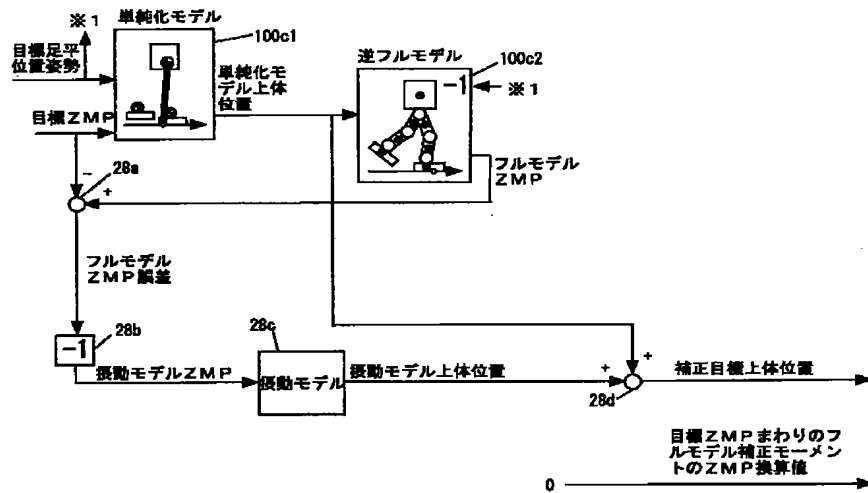 ※1
単純化モデル
100c1
目標足平
位置姿勢
目標ZMP
単純化モ
デル上体
位置
逆フルモデル
100c2
-1
※1
フルモデル
ZMP
-
28a
+
フルモデル
ZMP誤差
-1
28b
摂動モデルZMP
28c
摂動モデル
摂動モデル上体位置
+
+
28d
補正目標上体位置
目標ZMPまわりのフ
ルモデル補正モーメン
トのZMP換算値
0